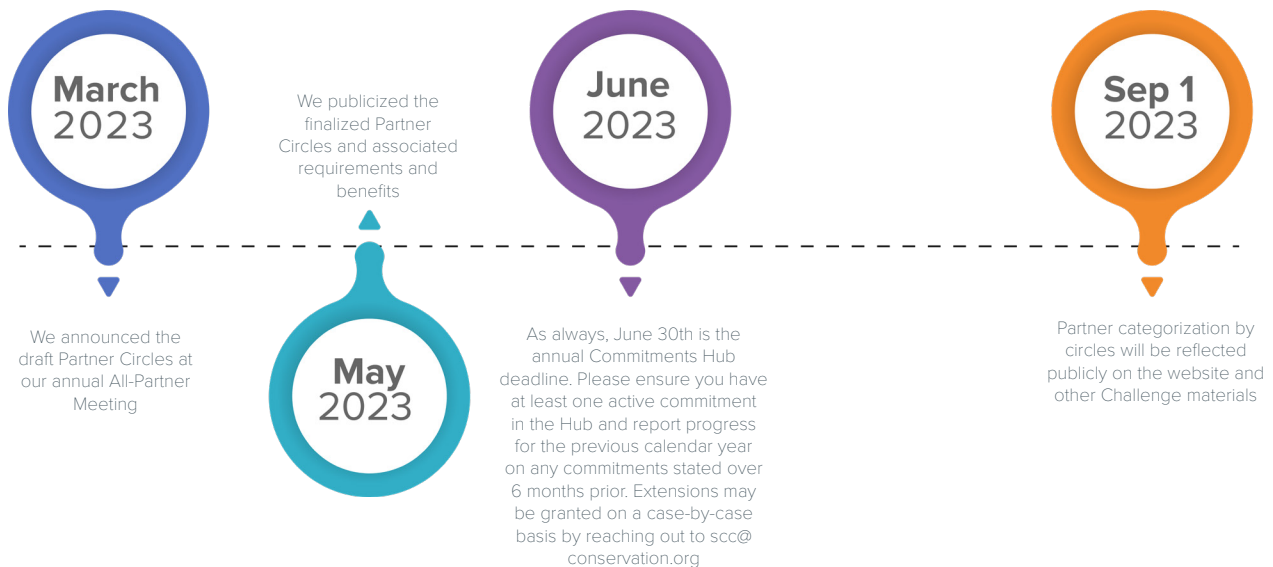 March
2023
We announced the
draft Partner Circles at
our annual All-Partner
Meeting
We publicized the
finalized Partner
Circles and associated
requirements and
benefits
May
2023
June
2023
As always, June 30th is the
annual Commitments Hub
deadline. Please ensure you have
at least one active commitment
in the Hub and report progress
for the previous calendar year
on any commitments stated over
6 months prior. Extensions may
be granted on a case-by-case
basis by reaching out to scc@
conservation.org
Sep 1
2023
Partner categorization by
circles will be reflected
publicly on the website and
other Challenge materials